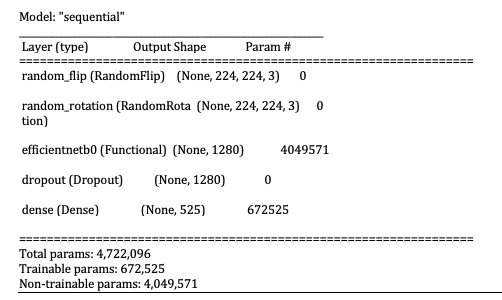 Model: "sequential"
Layer (type) Output Shape Param #
=================================================================
random_flip (RandomFlip) (None, 224, 224, 3) 0
random_rotation (RandomRota (None, 224, 224, 3) 0
tion)
efficientnetb0 (Functional) (None, 1280) 4049571
dropout (Dropout) (None, 1280) 0
dense (Dense) (None, 525) 672525
=================================================================
Total params: 4,722,096
Trainable params: 672,525
Non-trainable params: 4,049,571